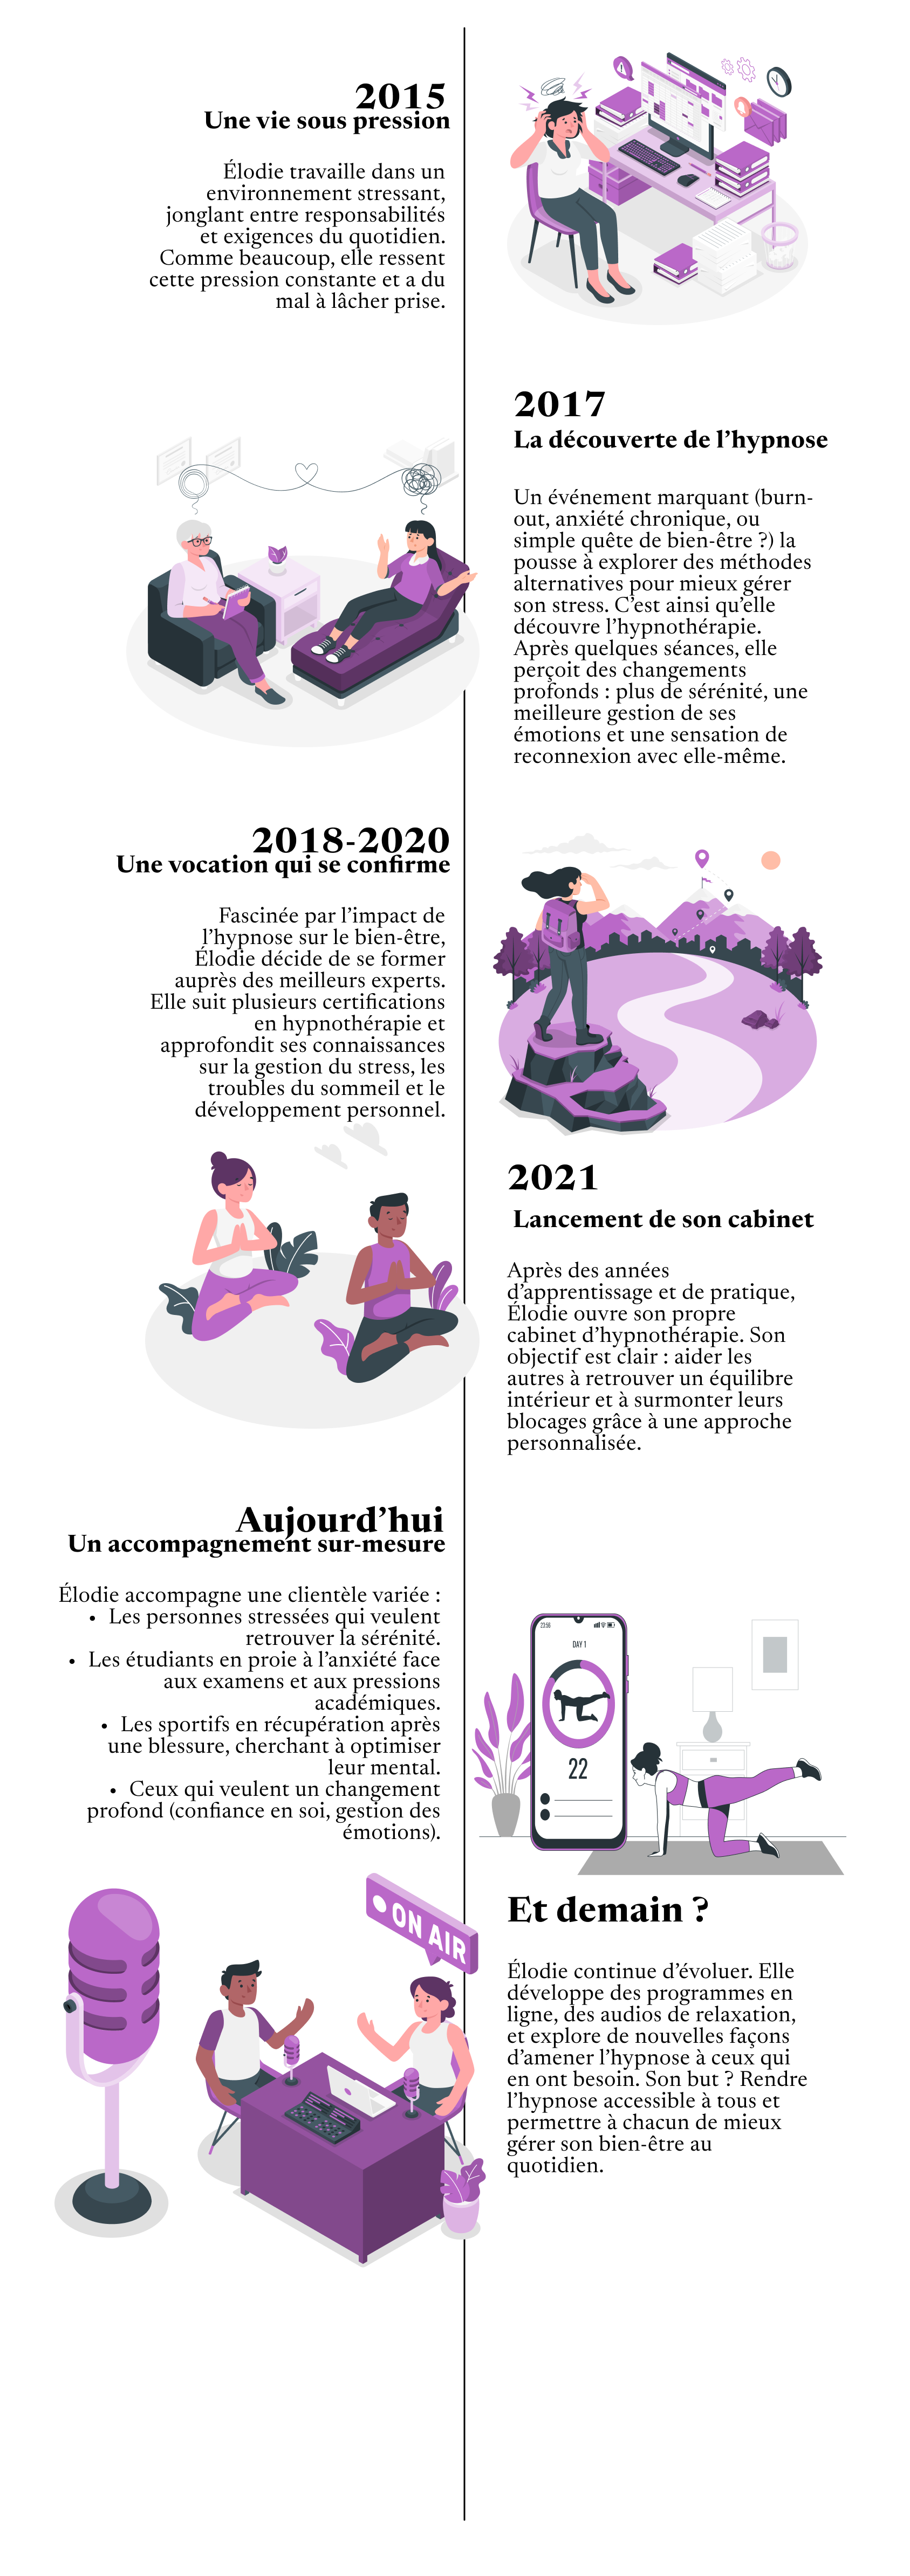 2015
Une vie sous pression
Élodie travaille dans un
environnement stressant,
jonglant entre responsabilités
et exigences du quotidien.
Comme beaucoup, elle ressent
cette pression constante et a du
mal à lâcher prise.
2017
La découverte de l’hypnose
Un événement marquant (burn-
out, anxiété chronique, ou
simple quête de bien-être ?) la
pousse à explorer des méthodes
alternatives pour mieux gérer
son stress. C’est ainsi qu’elle
découvre l’hypnothérapie.
Après quelques séances, elle
perçoit des changements
profonds : plus de sérénité, une
meilleure gestion de ses
émotions et une sensation de
reconnexion avec elle-même.
2018-2020
Une vocation qui se confirme
Fascinée par l’impact de
l’hypnose sur le bien-être,
Élodie décide de se former
auprès des meilleurs experts.
Elle suit plusieurs certifications
en hypnothérapie et
approfondit ses connaissances
sur la gestion du stress, les
troubles du sommeil et le
développement personnel.
2021
Lancement de son cabinet
Après des années
d’apprentissage et de pratique,
Élodie ouvre son propre
cabinet d’hypnothérapie. Son
objectif est clair : aider les
autres à retrouver un équilibre
intérieur et à surmonter leurs
blocages grâce à une approche
personnalisée.
Aujourd’hui
Un accompagnement sur-mesure
Élodie accompagne une clientèle variée :
• Les personnes stressées qui veulent
retrouver la sérénité.
• Les étudiants en proie à l’anxiété face
aux examens et aux pressions
académiques.
• Les sportifs en récupération après
une blessure, cherchant à optimiser
leur mental.
• Ceux qui veulent un changement
profond (confiance en soi, gestion des
émotions).
23:56
DAY 1
22
ON AIR
Et demain ?
Élodie continue d’évoluer. Elle
développe des programmes en
ligne, des audios de relaxation,
et explore de nouvelles façons
d’amener l’hypnose à ceux qui
en ont besoin. Son but ? Rendre
l’hypnose accessible à tous et
permettre à chacun de mieux
gérer son bien-être au
quotidien.